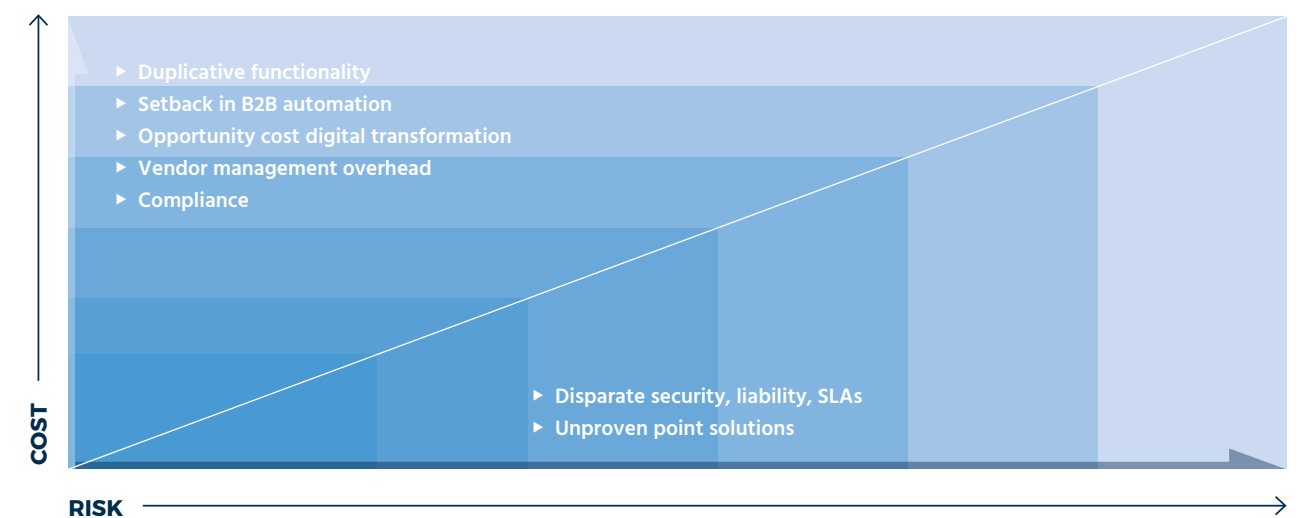 Duplicative functionality
Setback in B2B automation
Opportunity cost digital transformation
Vendor management overhead
Compliance
Disparate security, liability, SLAs
Unproven point solutions
COST
RISK